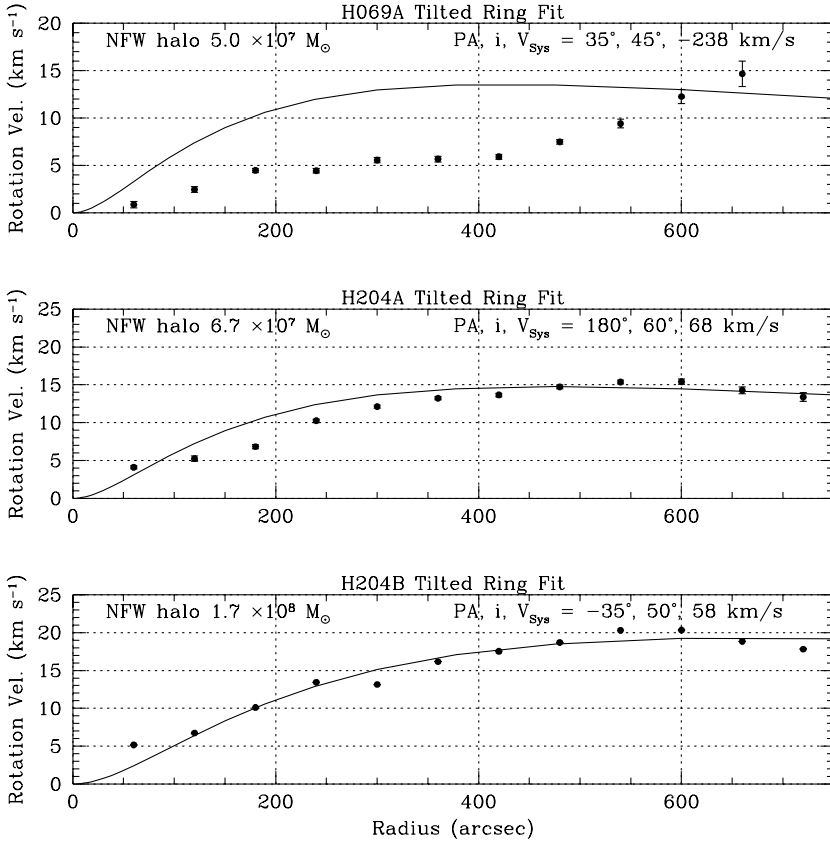 H069A Tilted Ring Fit
NFW halo 5.0 ×10⁷ M☉ PA, i, V_Sys = 35°, 45°, −238 km/s
Rotation Vel. (km s⁻¹)
20
15
10
5
0
0 200 400 600
H204A Tilted Ring Fit
NFW halo 6.7 ×10⁷ M☉ PA, i, V_Sys = 180°, 60°, 68 km/s
Rotation Vel. (km s⁻¹)
25
20
15
10
5
0
0 200 400 600
H204B Tilted Ring Fit
NFW halo 1.7 ×10⁸ M☉ PA, i, V_Sys = −35°, 50°, 58 km/s
Rotation Vel. (km s⁻¹)
25
20
15
10
5
0
0 200 400 600
Radius (arcsec)